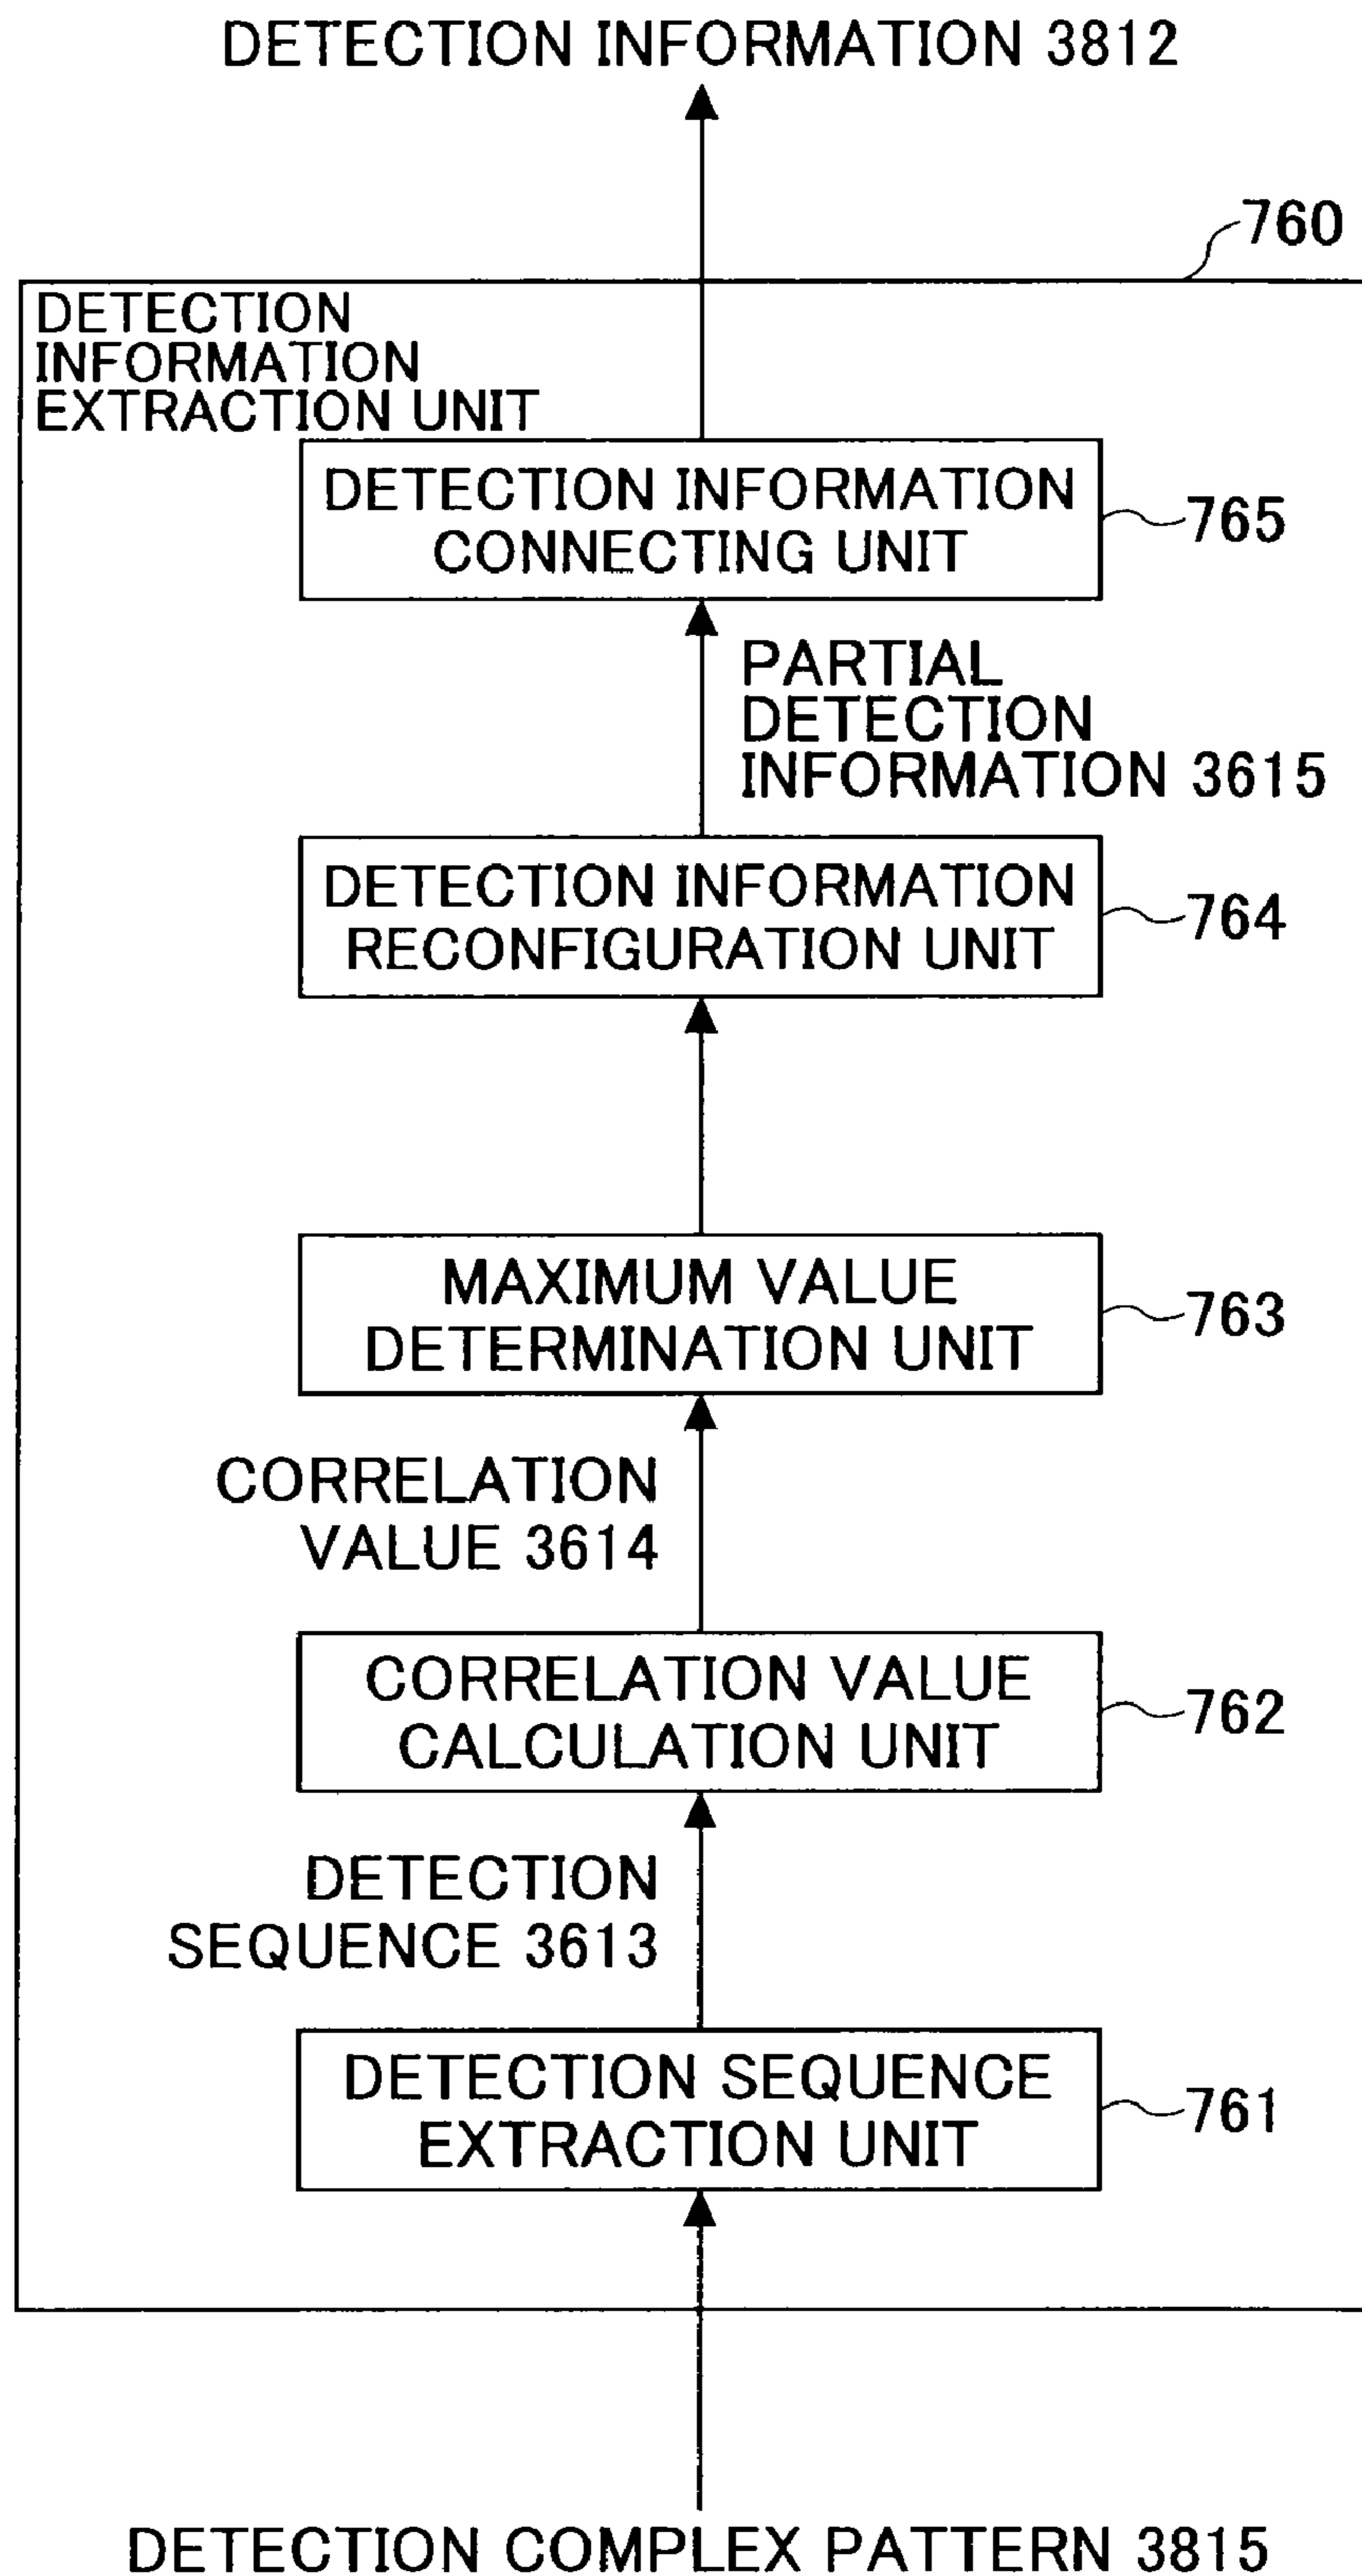 DETECTION INFORMATION 3812
760
DETECTION
INFORMATION
EXTRACTION UNIT
DETECTION INFORMATION
CONNECTING UNIT
765
PARTIAL
DETECTION
INFORMATION 3615
DETECTION INFORMATION
RECONFIGURATION UNIT
764
MAXIMUM VALUE
DETERMINATION UNIT
763
CORRELATION
VALUE 3614
CORRELATION VALUE
CALCULATION UNIT
762
DETECTION
SEQUENCE 3613
DETECTION SEQUENCE
EXTRACTION UNIT
761
DETECTION COMPLEX PATTERN 3815